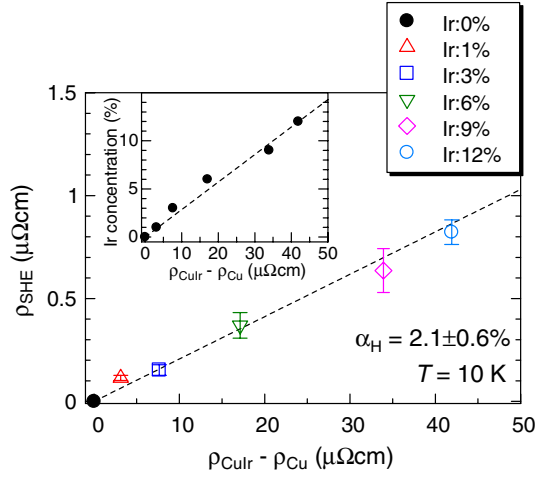 Ir:0%
Ir:1%
Ir:3%
Ir:6%
Ir:9%
Ir:12%
1.5
1
0.5
0
ρSHE (μΩcm)
0 10 20 30 40 50
ρCuIr - ρCu (μΩcm)
10
5
0
Ir concentration (%)
0 10 20 30 40 50
ρCuIr - ρCu (μΩcm)
αH = 2.1±0.6%
T = 10 K